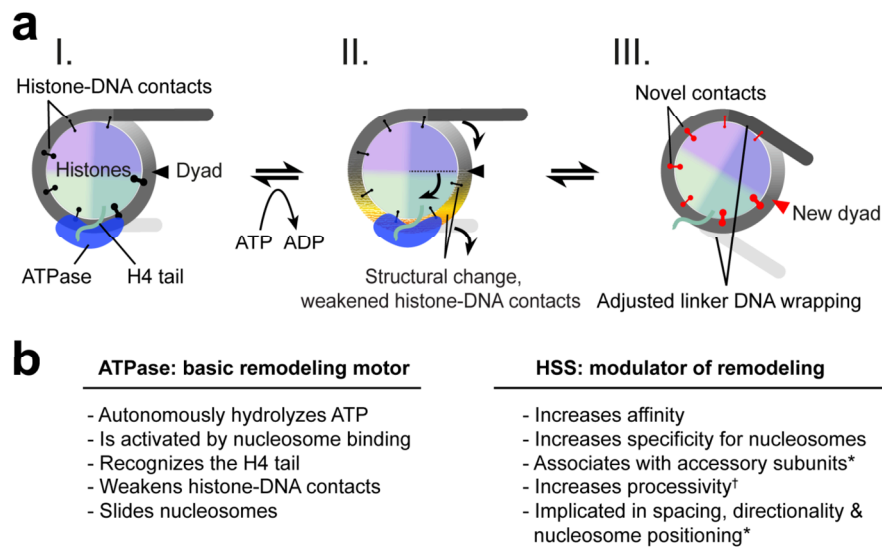 a
I.
II.
III.
Histone-DNA contacts
Histones
Dyad
ATPase
H4 tail
ATP
ADP
Structural change,
weakened histone-DNA contacts
Novel contacts
New dyad
Adjusted linker DNA wrapping
b
ATPase: basic remodeling motor
- Autonomously hydrolyzes ATP
- Is activated by nucleosome binding
- Recognizes the H4 tail
- Weakens histone-DNA contacts
- Slides nucleosomes
HSS: modulator of remodeling
- Increases affinity
- Increases specificity for nucleosomes
- Associates with accessory subunits*
- Increases processivity†
- Implicated in spacing, directionality &
nucleosome positioning*